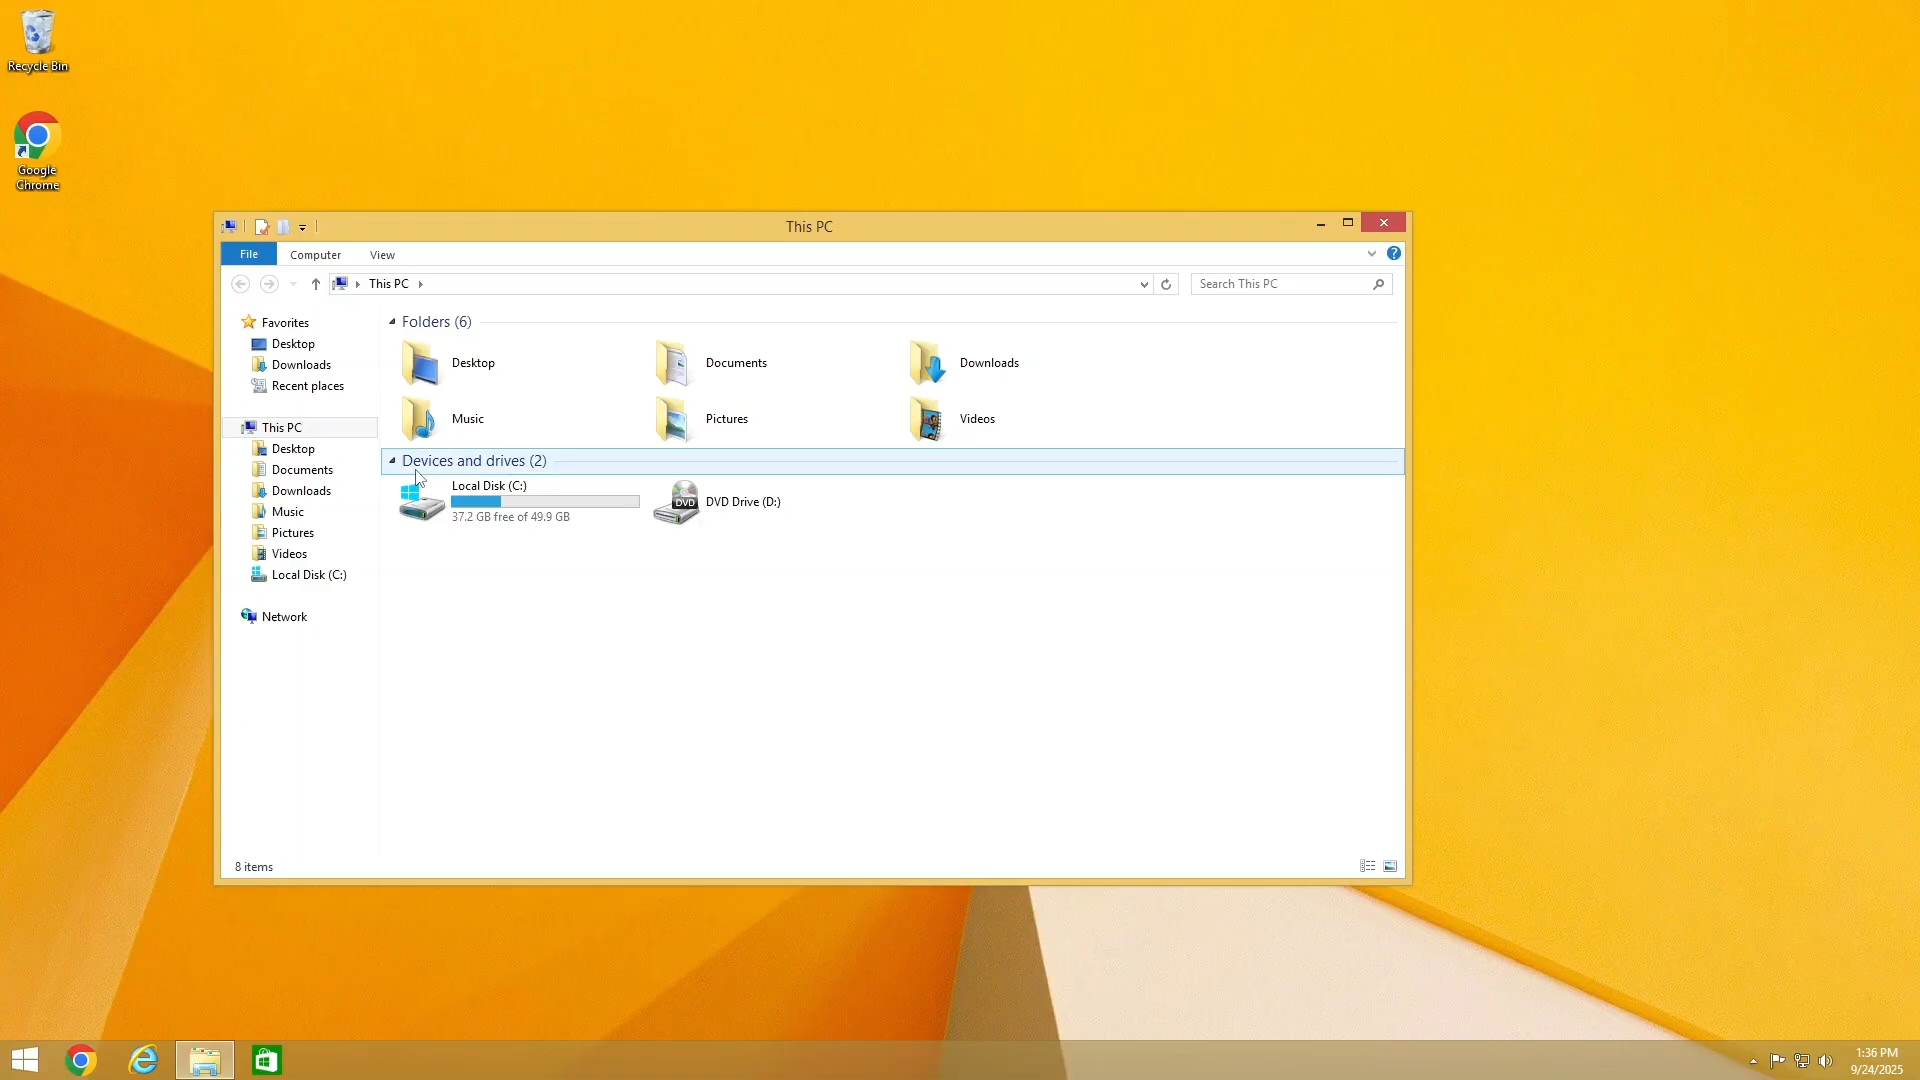 Recycle Bin
Google
Chrome
This PC
File
Computer
View
This PC
Search This PC
Favorites
Desktop
Downloads
Recent places
This PC
Desktop
Documents
Downloads
Music
Pictures
Videos
Local Disk (C:)
Network
Folders (6)
Desktop
Documents
Downloads
Music
Pictures
Videos
Devices and drives (2)
Local Disk (C:)
37.2 GB free of 49.9 GB
DVD
DVD Drive (D:)
8 items
1:36 PM
9/24/2025